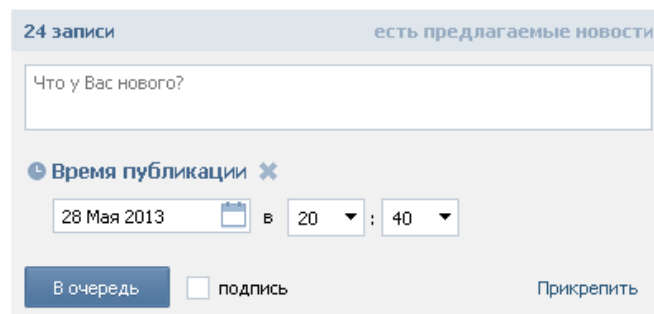 24 записи есть предлагаемые новости
Что у Вас нового?
Время публикации
28 Мая 2013 в 20 : 40
В очередь подпись Прикрепить